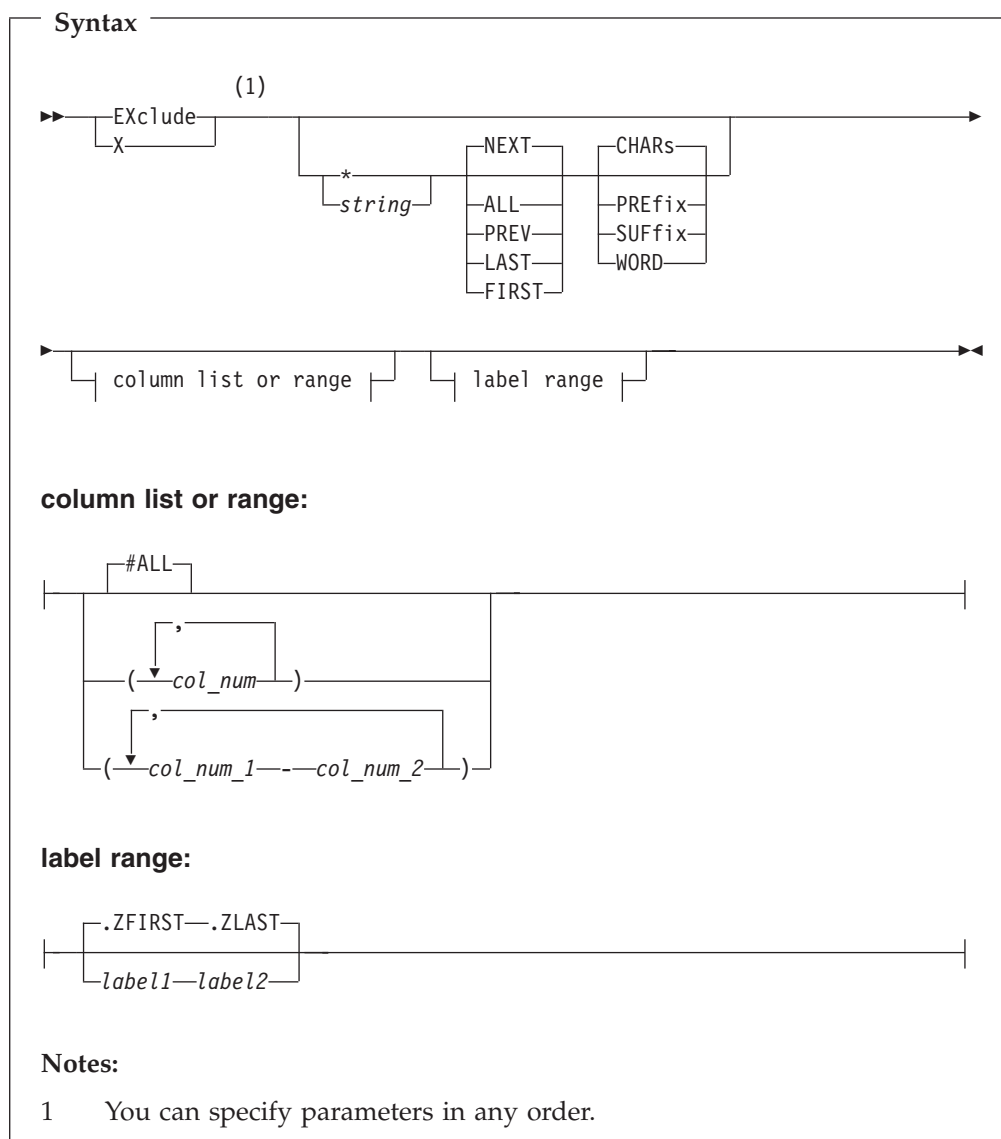 Syntax
(1)
EXclude
X
NEXT CHARs
*
string ALL PREfix
PREV SUFfix
LAST WORD
FIRST
column list or range label range
column list or range:
#ALL
,
( col_num )
,
( col_num_1 - col_num_2 )
label range:
.ZFIRST .ZLAST
label1 label2
Notes:
1 You can specify parameters in any order.